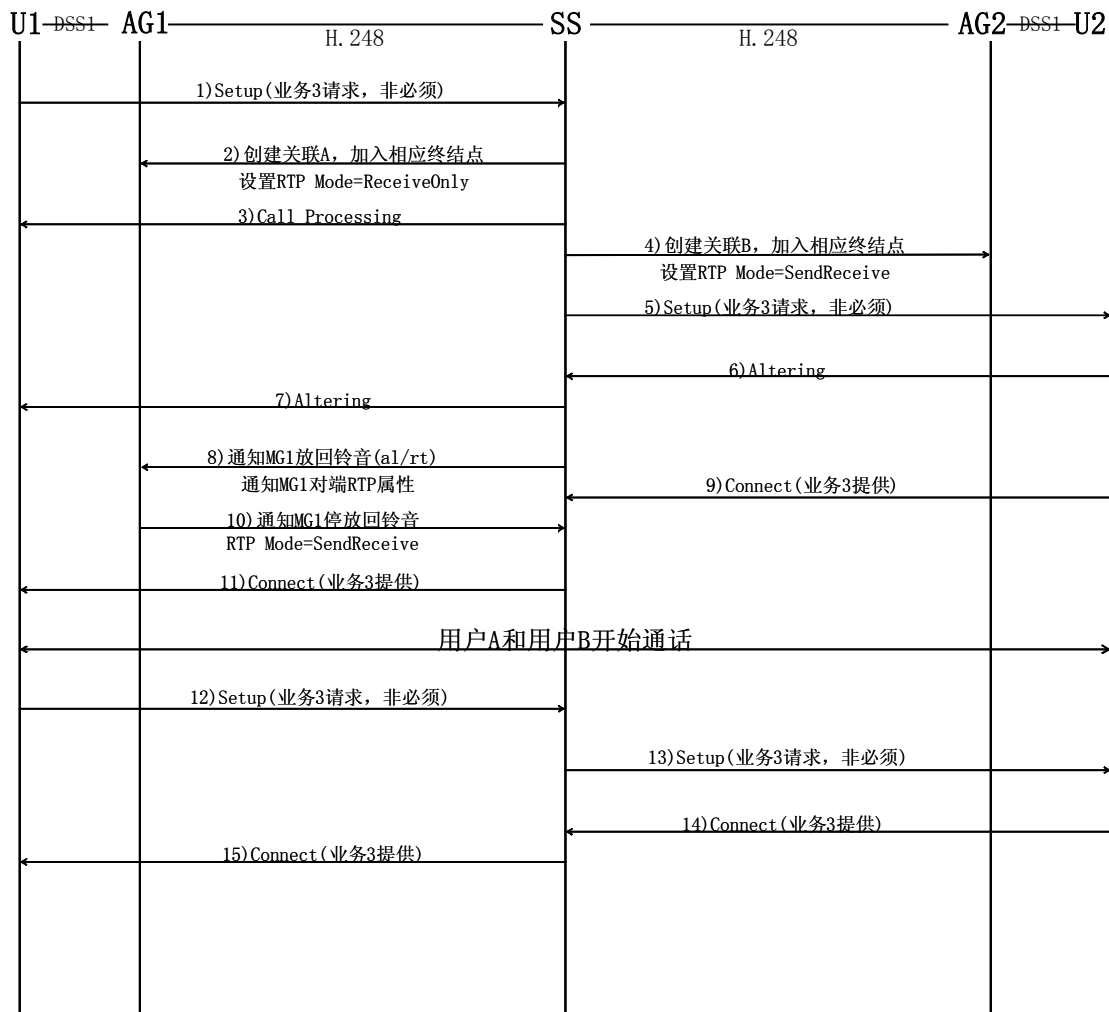 U1 DSS1 AG1 SS AG2 DSS1 U2
H.248 H.248
1)Setup(业务3请求，非必须)
2)创建关联A，加入相应终结点
设置RTP Mode=ReceiveOnly
3)Call Processing
4)创建关联B，加入相应终结点
设置RTP Mode=SendReceive
5)Setup(业务3请求，非必须)
6)Altering
7)Altering
8)通知MG1放回铃音(al/rt)
通知MG1对端RTP属性
9)Connect(业务3提供)
10)通知MG1停放回铃音
RTP Mode=SendReceive
11)Connect(业务3提供)
用户A和用户B开始通话
12)Setup(业务3请求，非必须)
13)Setup(业务3请求，非必须)
14)Connect(业务3提供)
15)Connect(业务3提供)